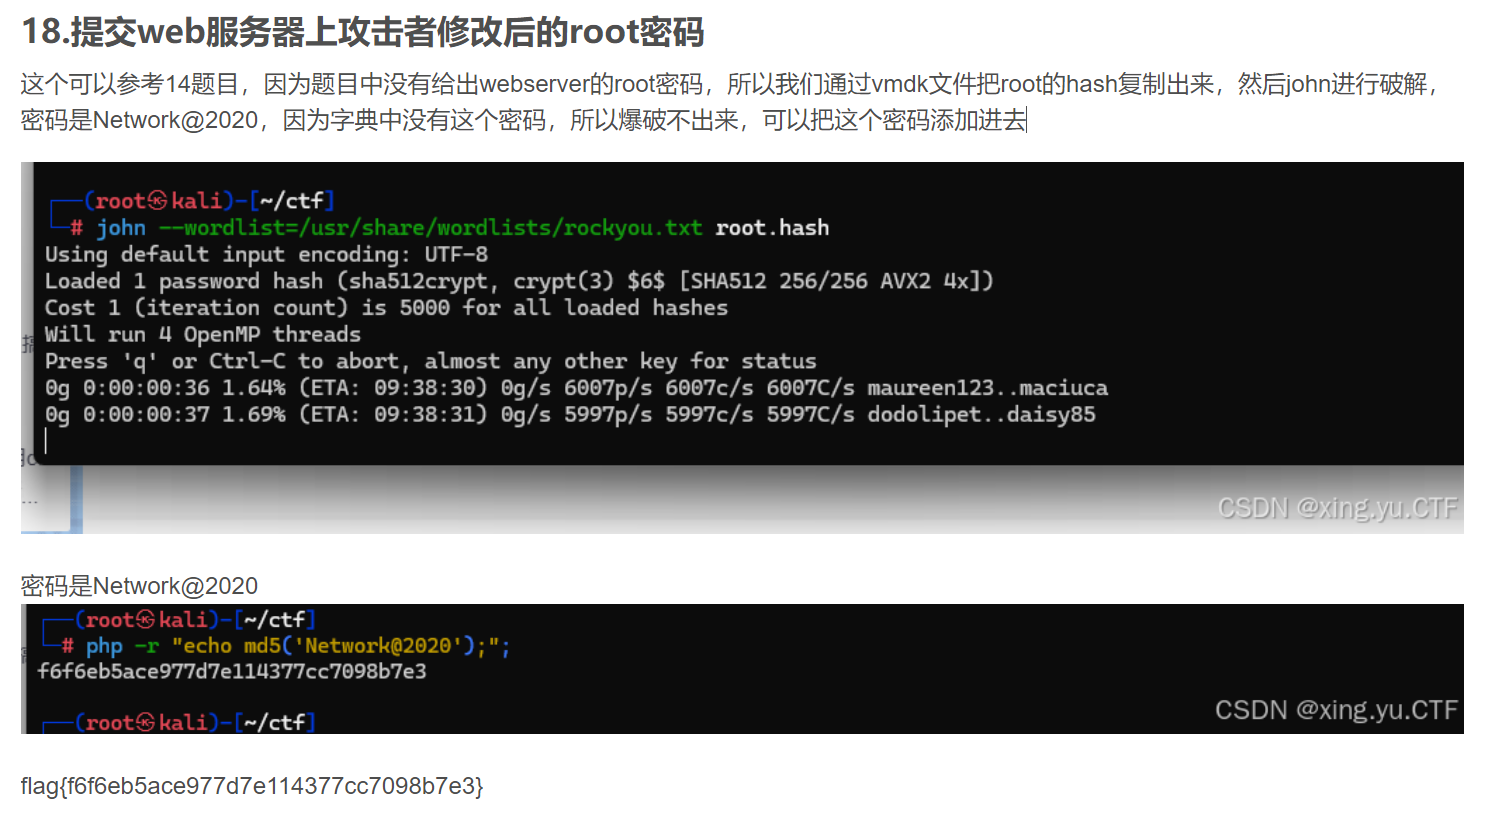 18.提交web服务器上攻击者修改后的root密码
这个可以参考14题目，因为题目中没有给出webserver的root密码，所以我们通过vmdk文件把root的hash复制出来，然后john进行破解，
密码是Network@2020，因为字典中没有这个密码，所以爆破不出来，可以把这个密码添加进去
┌──(root㉿kali)-[~/ctf]
└─# john --wordlist=/usr/share/wordlists/rockyou.txt root.hash
Using default input encoding: UTF-8
Loaded 1 password hash (sha512crypt, crypt(3) $6$ [SHA512 256/256 AVX2 4x])
Cost 1 (iteration count) is 5000 for all loaded hashes
Will run 4 OpenMP threads
Press 'q' or Ctrl-C to abort, almost any other key for status
0g 0:00:00:36 1.64% (ETA: 09:38:30) 0g/s 6007p/s 6007c/s 6007C/s maureen123..maciuca
0g 0:00:00:37 1.69% (ETA: 09:38:31) 0g/s 5997p/s 5997c/s 5997C/s dodolipet..daisy85
...
CSDN @xing.yu.CTF
密码是Network@2020
┌──(root㉿kali)-[~/ctf]
└─# php -r "echo md5('Network@2020');";
f6f6eb5ace977d7e114377cc7098b7e3
CSDN @xing.yu.CTF
┌──(root㉿kali)-[~/ctf]
flag{f6f6eb5ace977d7e114377cc7098b7e3}